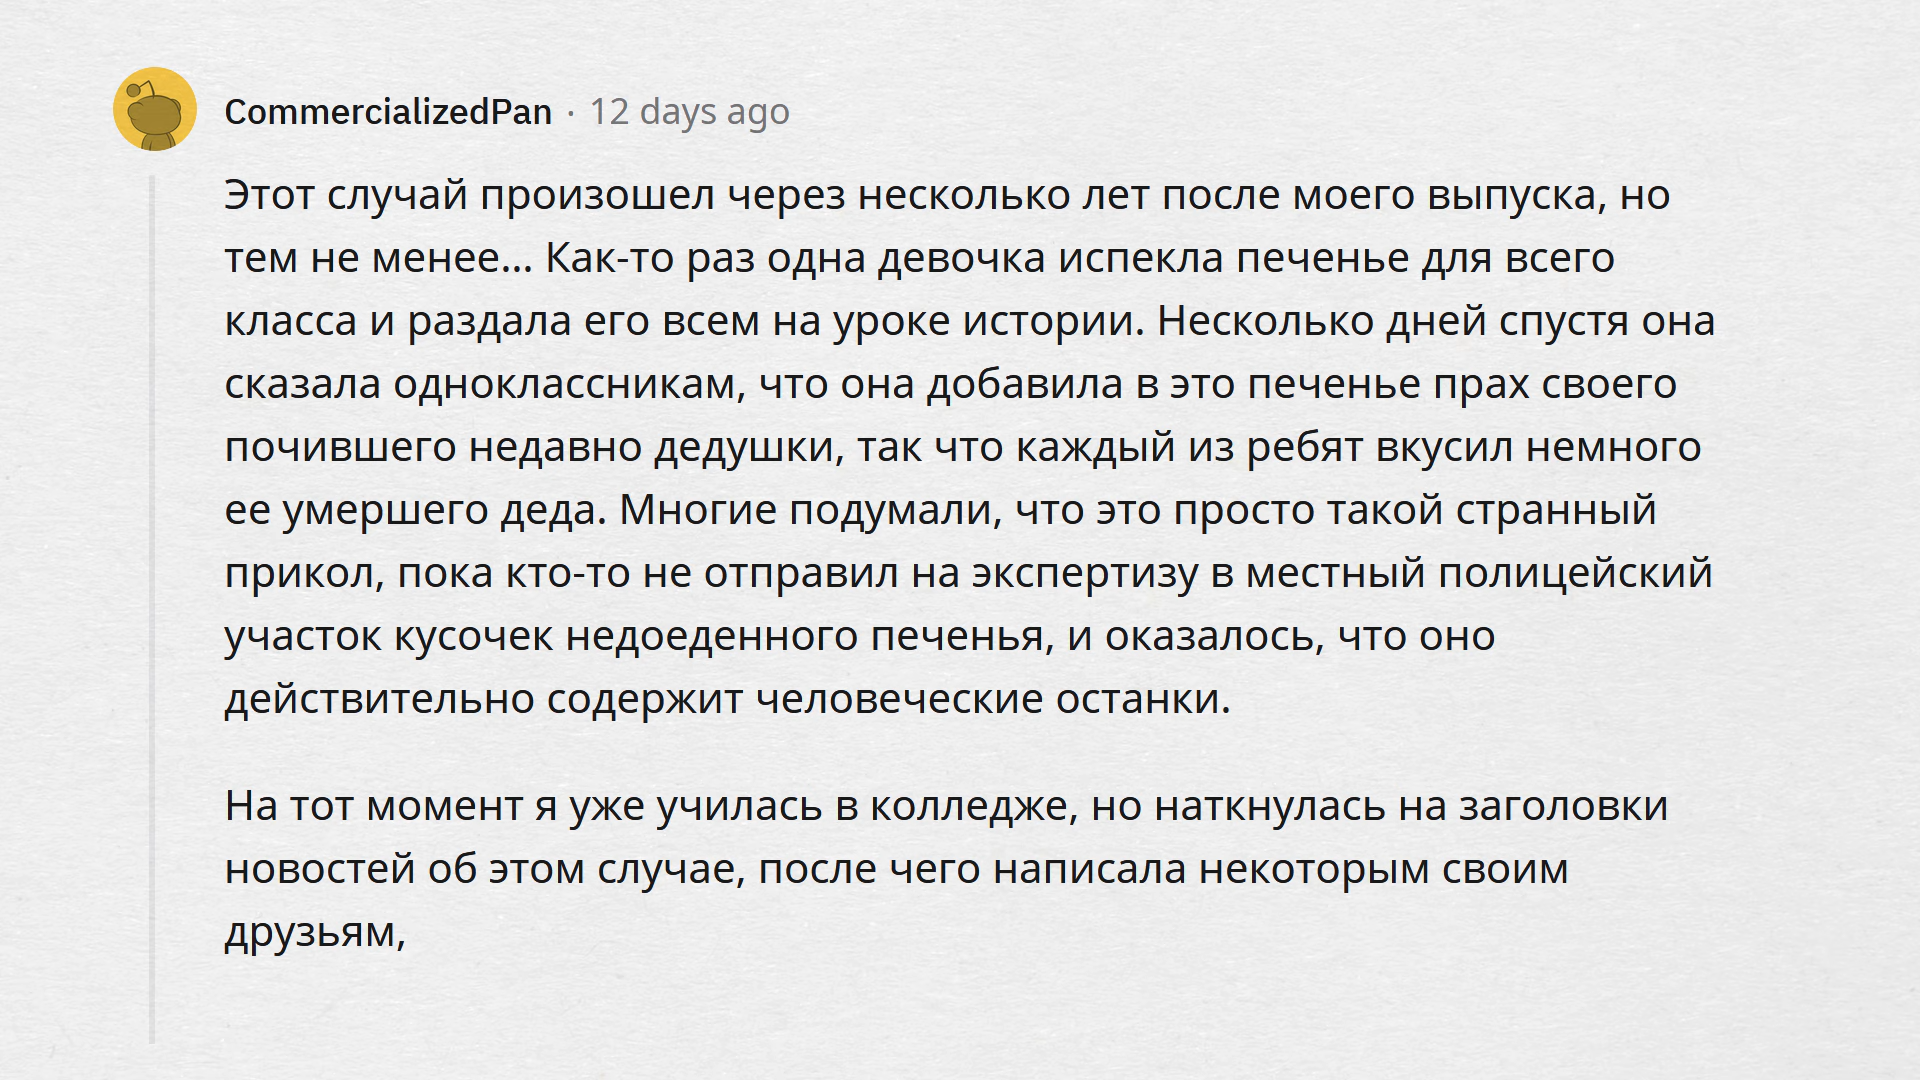 CommercializedPan · 12 days ago
Этот случай произошел через несколько лет после моего выпуска, но
тем не менее... Как-то раз одна девочка испекла печенье для всего
класса и раздала его всем на уроке истории. Несколько дней спустя она
сказала одноклассникам, что она добавила в это печенье прах своего
почившего недавно дедушки, так что каждый из ребят вкусил немного
ее умершего деда. Многие подумали, что это просто такой странный
прикол, пока кто-то не отправил на экспертизу в местный полицейский
участок кусочек недоеденного печенья, и оказалось, что оно
действительно содержит человеческие останки.
На тот момент я уже училась в колледже, но наткнулась на заголовки
новостей об этом случае, после чего написала некоторым своим
друзьям,